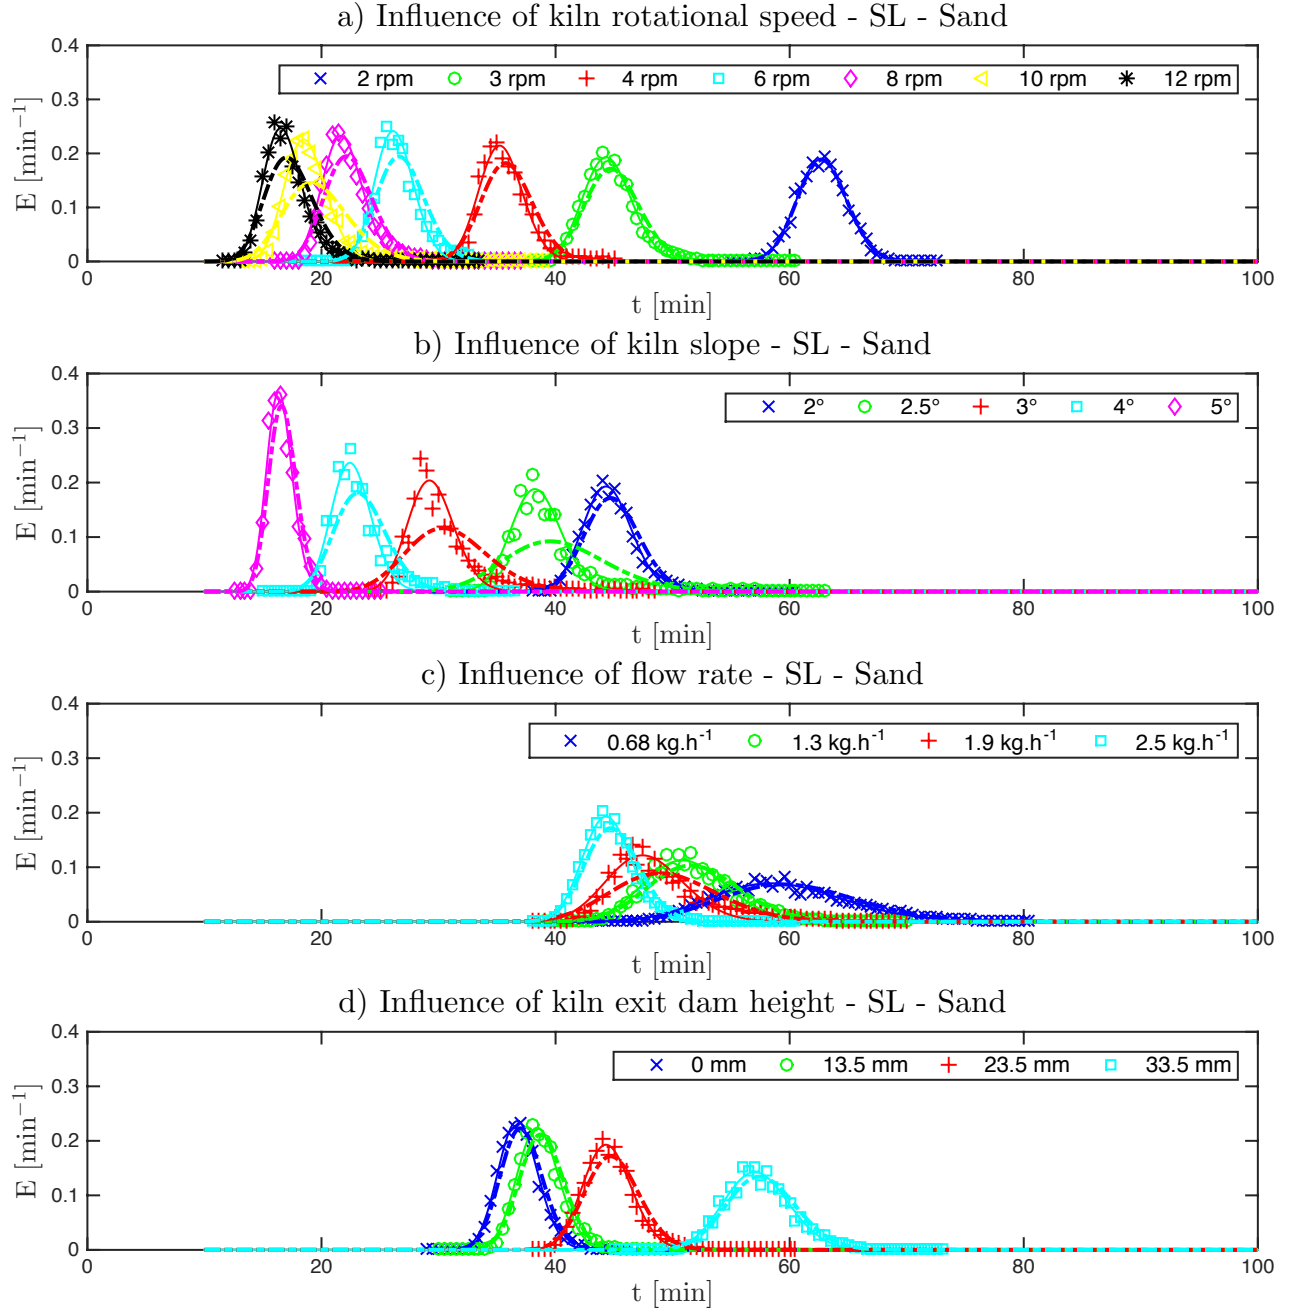 a) Influence of kiln rotational speed - SL - Sand
0.4
0.3
0.2
0.1
0
E [min⁻¹]
2 rpm 3 rpm 4 rpm 6 rpm 8 rpm 10 rpm 12 rpm
0 20 40 60 80 100
t [min]
b) Influence of kiln slope - SL - Sand
0.4
0.3
0.2
0.1
0
E [min⁻¹]
2° 2.5° 3° 4° 5°
0 20 40 60 80 100
t [min]
c) Influence of flow rate - SL - Sand
0.4
0.3
0.2
0.1
0
E [min⁻¹]
0.68 kg.h⁻¹ 1.3 kg.h⁻¹ 1.9 kg.h⁻¹ 2.5 kg.h⁻¹
0 20 40 60 80 100
t [min]
d) Influence of kiln exit dam height - SL - Sand
0.4
0.3
0.2
0.1
0
E [min⁻¹]
0 mm 13.5 mm 23.5 mm 33.5 mm
0 20 40 60 80 100
t [min]